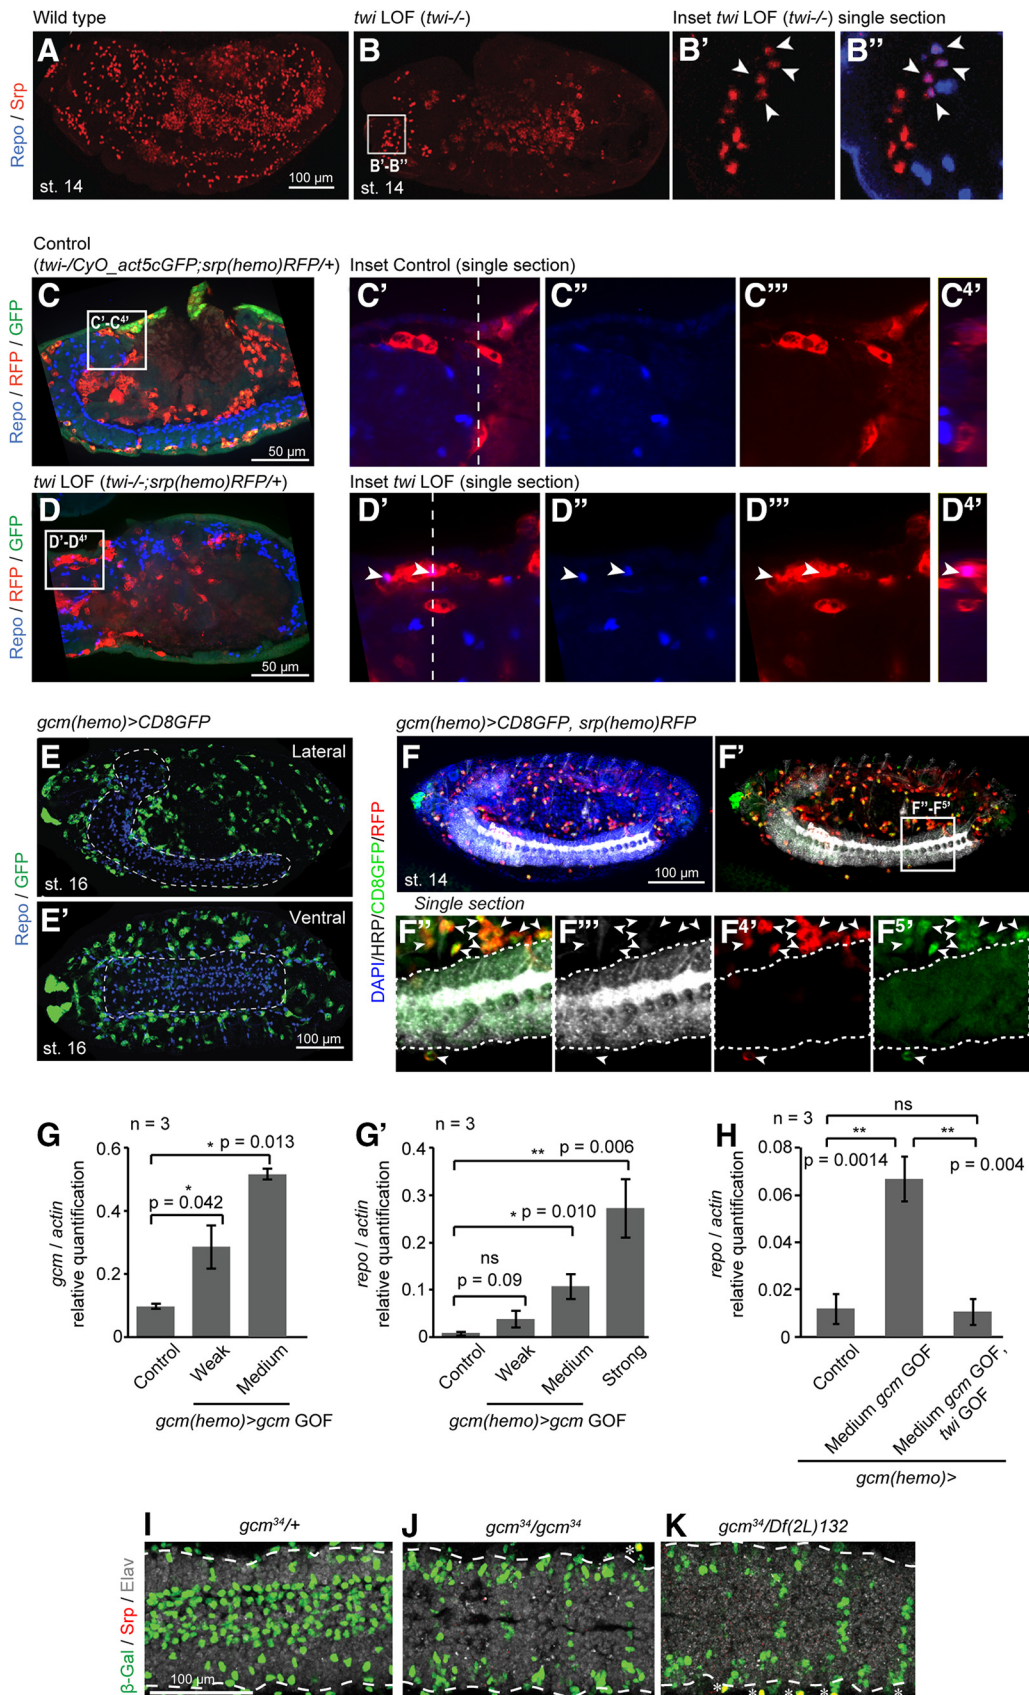 Wild type
twi LOF (twi-/-)
Inset twi LOF (twi-/-) single section
Repo / Srp
A
st. 14
100 µm
B
B’-B’’
st. 14
B’
B’’
Control
(twi-/CyO_act5cGFP;srp(hemo)RFP/+)
Inset Control (single section)
Repo / RFP / GFP
C
C’-C4’
50 µm
C’
C’’
C’’’
C4’
twi LOF (twi-/-;srp(hemo)RFP/+)
Inset twi LOF (single section)
Repo / RFP / GFP
D
D’-D4’
50 µm
D’
D’’
D’’’
D4’
gcm(hemo)>CD8GFP
Repo / GFP
E
Lateral
st. 16
E’
Ventral
st. 16
100 µm
gcm(hemo)>CD8GFP, srp(hemo)RFP
DAPI/HRP/CD8GFP/RFP
F
st. 14
100 µm
F’
F’’-F5’
Single section
F’’
F’’’
F4’
F5’
G
n = 3
gcm / actin
relative quantification
0.6
0.4
0.2
0
* p = 0.013
*
p = 0.042
Control
Weak
Medium
gcm(hemo)>gcm GOF
G’
n = 3
repo / actin
relative quantification
0.4
0.3
0.2
0.1
0
** p = 0.006
* p = 0.010
ns
p = 0.09
Control
Weak
Medium
Strong
gcm(hemo)>gcm GOF
H
n = 3
ns
**
**
p = 0.0014
p = 0.004
repo / actin
relative quantification
0.08
0.06
0.04
0.02
0
Control
Medium gcm GOF
Medium gcm GOF,
twi GOF
gcm(hemo)>
β-Gal / Srp / Elav
I
gcm34/+
100 µm
J
gcm34/gcm34
*
K
gcm34/Df(2L)132
* * * * *